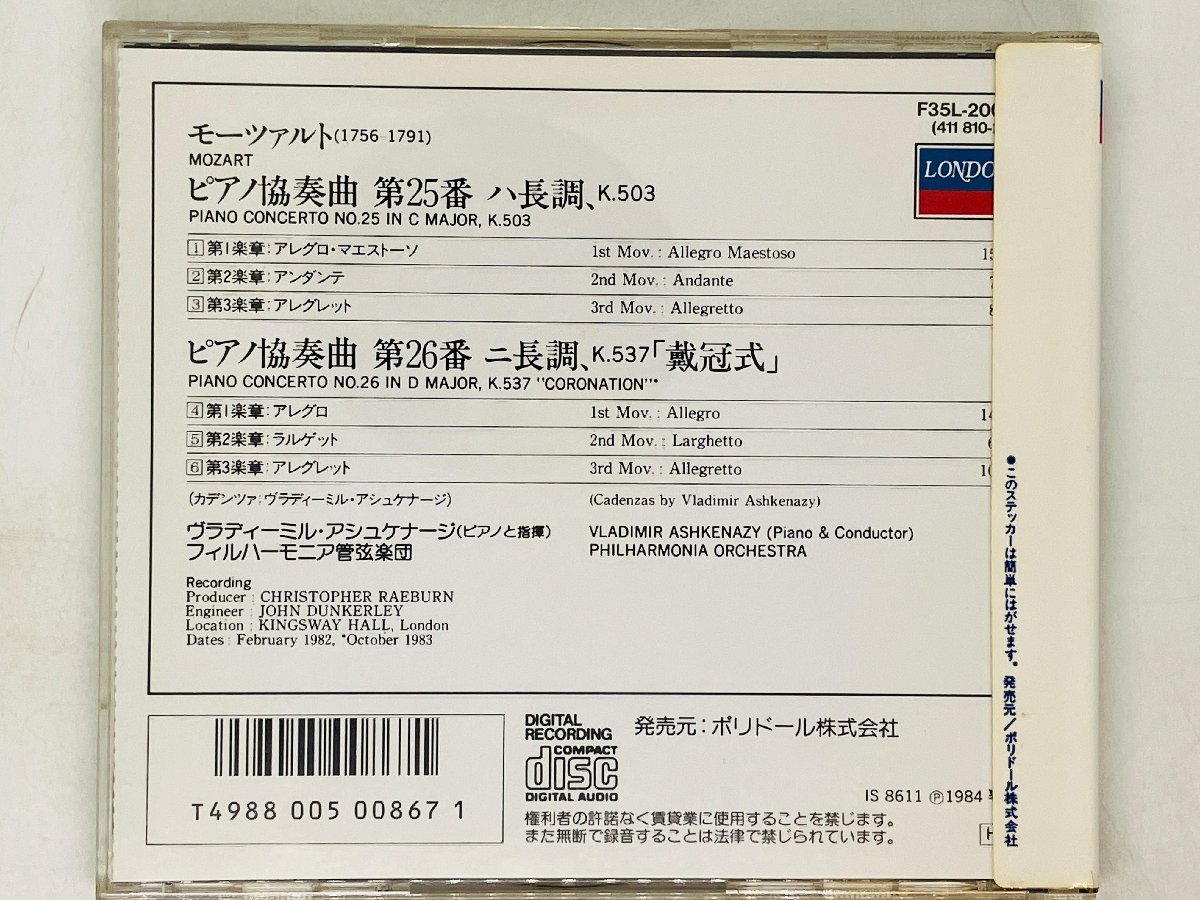 モーツァルト(1756-1791)
MOZART
ピアノ協奏曲 第25番 ハ長調、K.503
PIANO CONCERTO NO.25 IN C MAJOR, K.503
1 第1楽章:アレグロ・マエストーソ 1st Mov.: Allegro Maestoso
2 第2楽章:アンダンテ 2nd Mov.: Andante
3 第3楽章:アレグレット 3rd Mov.: Allegretto
ピアノ協奏曲 第26番 ニ長調、K.537「戴冠式」
PIANO CONCERTO NO.26 IN D MAJOR, K.537 "CORONATION"*
4 第1楽章:アレグロ 1st Mov.: Allegro
5 第2楽章:ラルゲット 2nd Mov.: Larghetto
6 第3楽章:アレグレット 3rd Mov.: Allegretto
(カデンツァ:ヴラディーミル・アシュケナージ) (Cadenzas by Vladimir Ashkenazy)
ヴラディーミル・アシュケナージ(ピアノと指揮) VLADIMIR ASHKENAZY (Piano & Conductor)
フィルハーモニア管弦楽団 PHILHARMONIA ORCHESTRA
Recording
Producer : CHRISTOPHER RAEBURN
Engineer : JOHN DUNKERLEY
Location : KINGSWAY HALL, London
Dates : February 1982, *October 1983
F35L-200
(411 810-
LONDO
T4988 005 00867 1
DIGITAL
RECORDING
COMPACT
disc
DIGITAL AUDIO
発売元:ポリドール株式会社
IS 8611 ℗1984
権利者の許諾なく賃貸業に使用することを禁じます。
また無断で録音することは法律で禁じられています。
●このステッカーは簡単にはがせます。 発売元/ポリドール株式会社